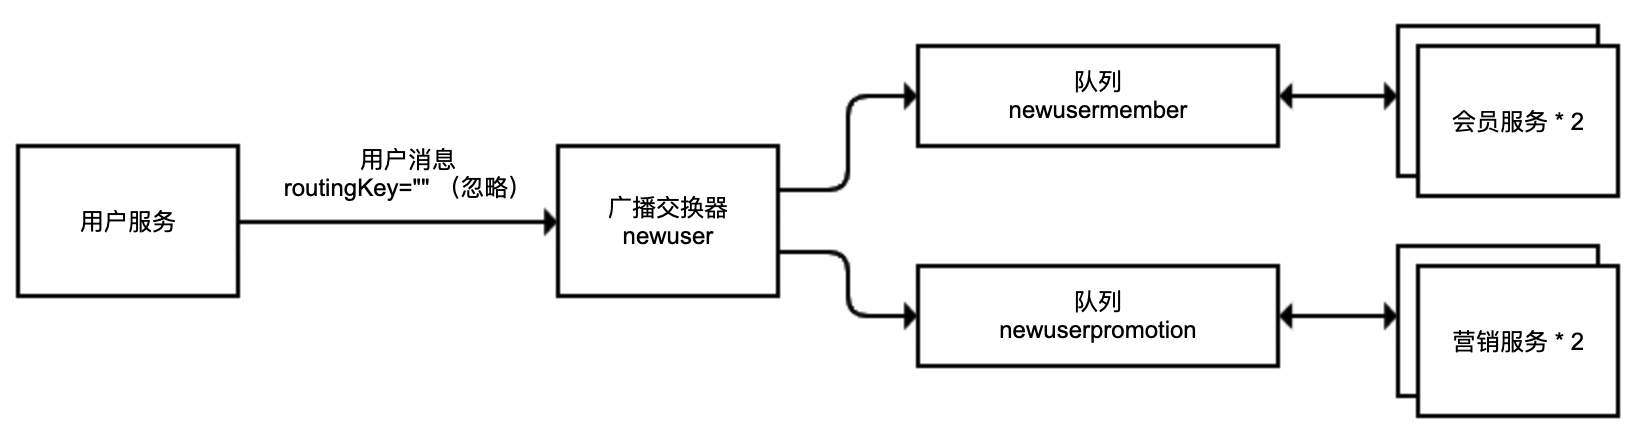 用户服务
用户消息
routingKey="" （忽略）
广播交换器
newuser
队列
newusermember
会员服务 * 2
队列
newuserpromotion
营销服务 * 2